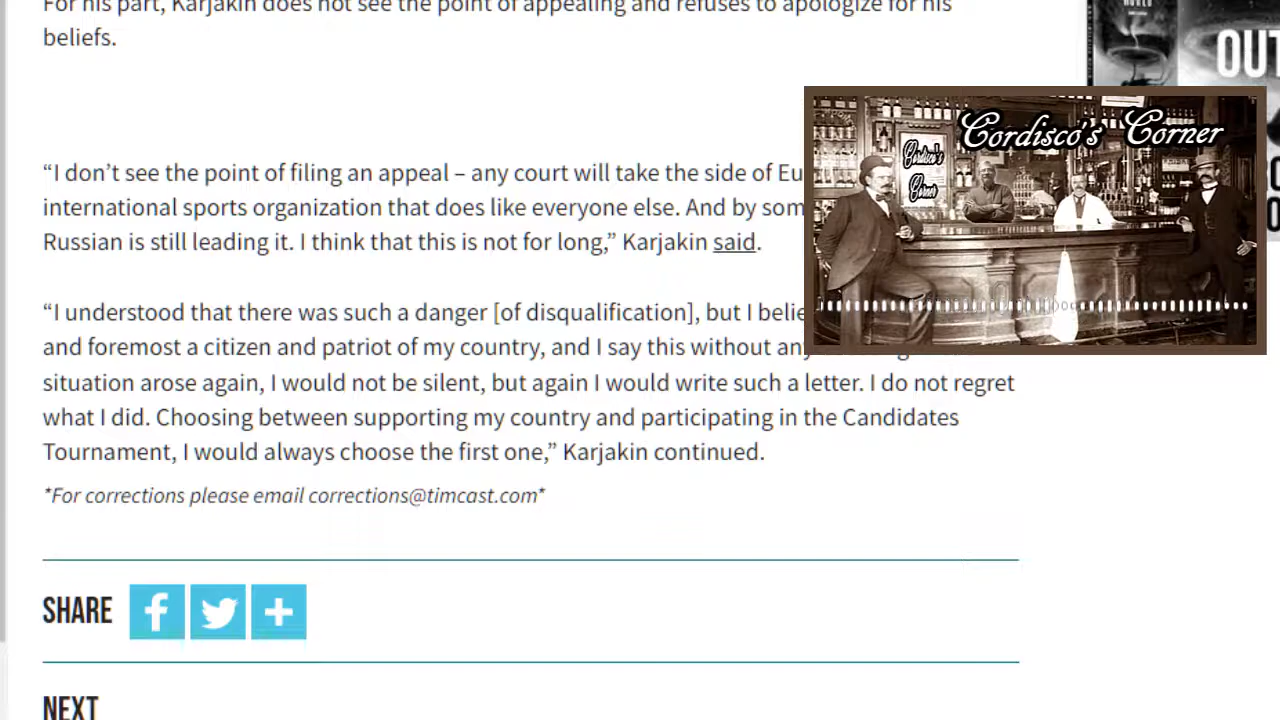 For his part, Karjakin does not see the point of appealing and refuses to apologize for his
beliefs.
OUT
Cordisco's Corner
Cordisco's
Corner
“I don’t see the point of filing an appeal – any court will take the side of Eu
international sports organization that does like everyone else. And by som
Russian is still leading it. I think that this is not for long,” Karjakin said.
“I understood that there was such a danger [of disqualification], but I belie
and foremost a citizen and patriot of my country, and I say this without any
situation arose again, I would not be silent, but again I would write such a letter. I do not regret
what I did. Choosing between supporting my country and participating in the Candidates
Tournament, I would always choose the first one,” Karjakin continued.
*For corrections please email corrections@timcast.com*
SHARE
NEXT